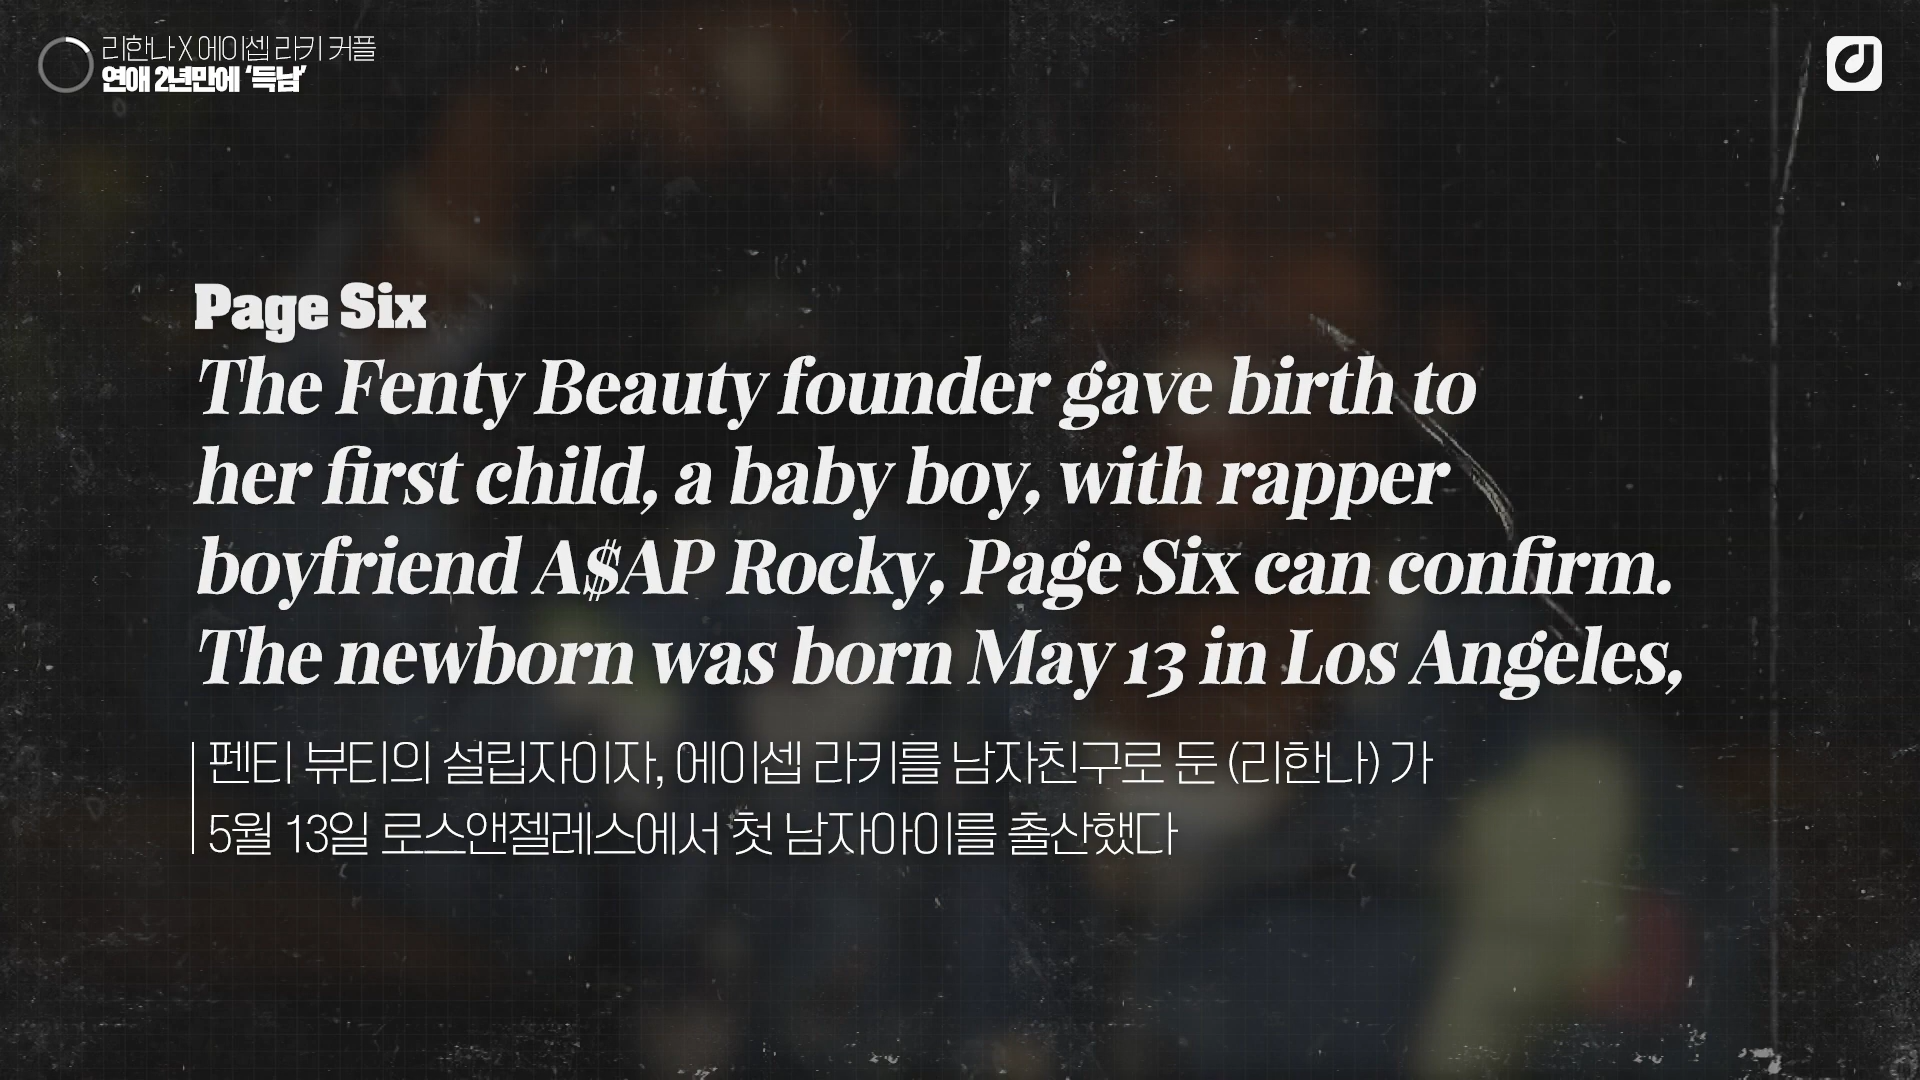 리한나 X 에이셉 라키 커플
연애 2년만에 ‘득남’
Page Six
The Fenty Beauty founder gave birth to
her first child, a baby boy, with rapper
boyfriend A$AP Rocky, Page Six can confirm.
The newborn was born May 13 in Los Angeles,
펜티 뷰티의 설립자이자, 에이셉 라키를 남자친구로 둔 (리한나) 가
5월 13일 로스앤젤레스에서 첫 남자아이를 출산했다